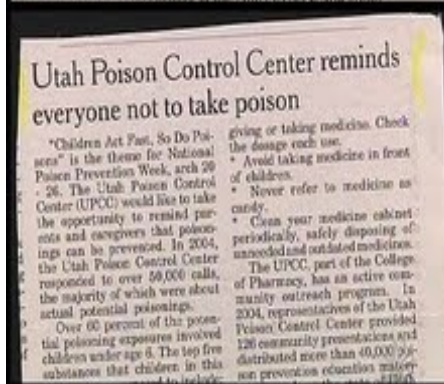 Utah Poison Control Center reminds
everyone not to take poison
"Children Act Fast, So Do Poi-
sons" is the theme for National
Poison Prevention Week, arch 20
- 26. The Utah Poison Control
Center (UPCC) would like to take
the opportunity to remind par-
ents and caregivers that poison-
ings can be prevented. In 2004,
the Utah Poison Control Center
responded to over 50,000 calls,
the majority of which were about
actual potential poisonings.
Over 60 percent of the poten-
tial poisoning exposures involved
children under age 6. The top five
substances that children in this
giving or taking medicine. Check
the dosage each use.
* Avoid taking medicine in front
of children.
* Never refer to medicine as
candy.
* Clean your medicine cabinet
periodically, safely disposing of
unneeded and outdated medicines.
The UPCC, part of the College
of Pharmacy, has an active com-
munity outreach program. In
2004, representatives of the Utah
Poison Control Center provided
126 community presentations and
distributed more than 40,000 poi-
son prevention education mater-